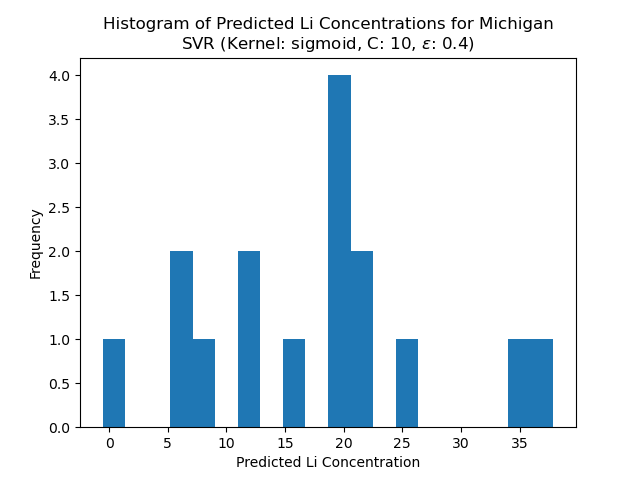 Histogram of Predicted Li Concentrations for Michigan
SVR (Kernel: sigmoid, C: 10, ε: 0.4)
Frequency
4.0
3.5
3.0
2.5
2.0
1.5
1.0
0.5
0.0
0 5 10 15 20 25 30 35
Predicted Li Concentration